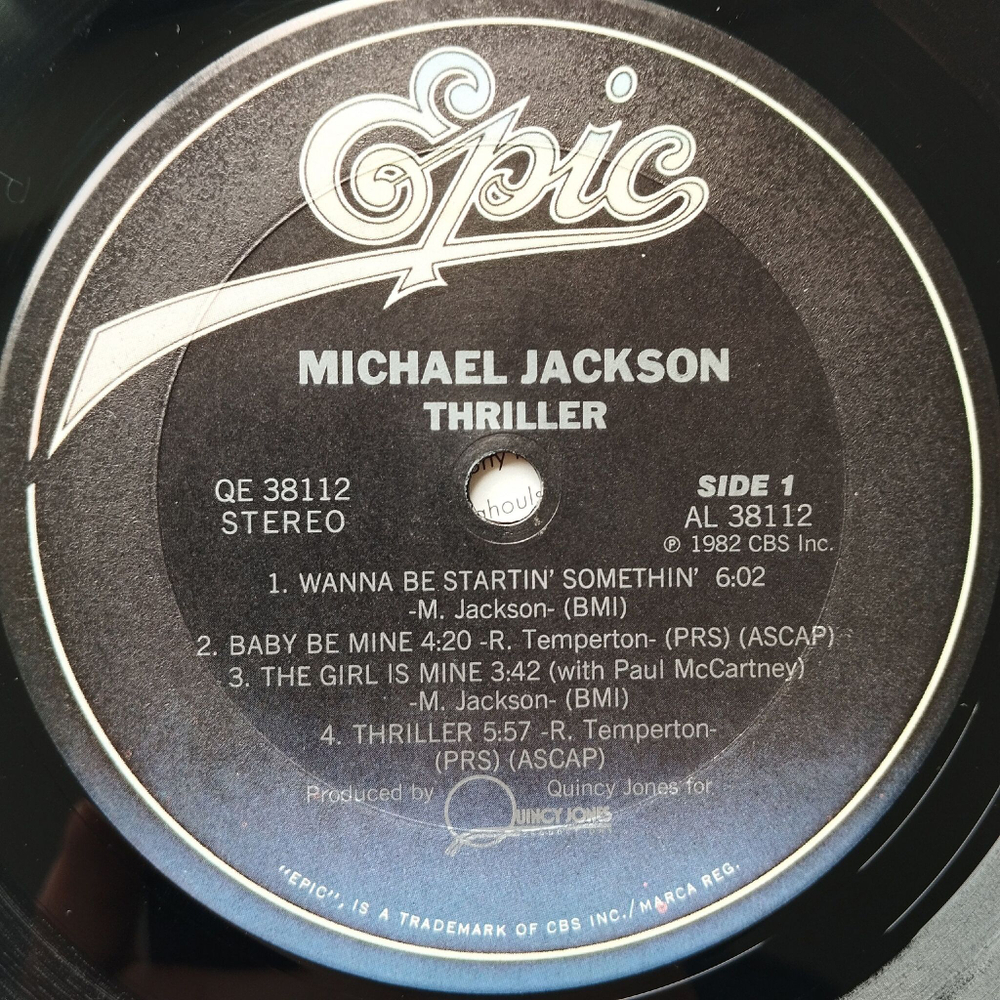 Epic
MICHAEL JACKSON
THRILLER
QE 38112
STEREO
ghouls
SIDE 1
AL 38112
℗ 1982 CBS Inc.
1. WANNA BE STARTIN' SOMETHIN' 6:02
-M. Jackson- (BMI)
2. BABY BE MINE 4:20 -R. Temperton- (PRS) (ASCAP)
3. THE GIRL IS MINE 3:42 (with Paul McCartney)
-M. Jackson- (BMI)
4. THRILLER 5:57 -R. Temperton-
(PRS) (ASCAP)
Produced by Quincy Jones for
QUINCY JONES
"EPIC", IS A TRADEMARK OF CBS INC./MARCA REG.